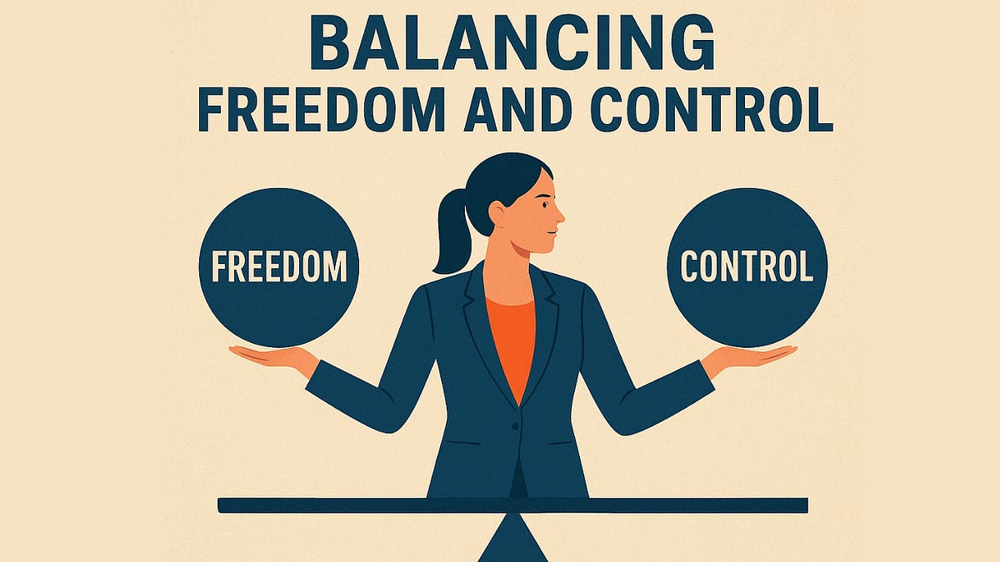 BALANCING
FREEDOM AND CONTROL
FREEDOM
CONTROL